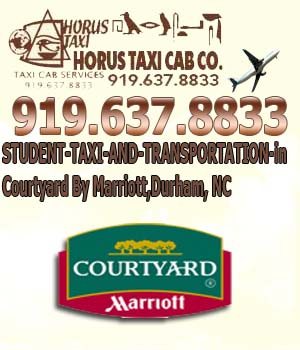 HORUS
TAXI
TAXI CAB SERVICES
919.637.8833
HORUS TAXI CAB CO.
919.637.8833
919.637.8833
STUDENT-TAXI-AND-TRANSPORTATION-in
Courtyard By Marriott,Durham, NC
COURTYARD®
Marriott